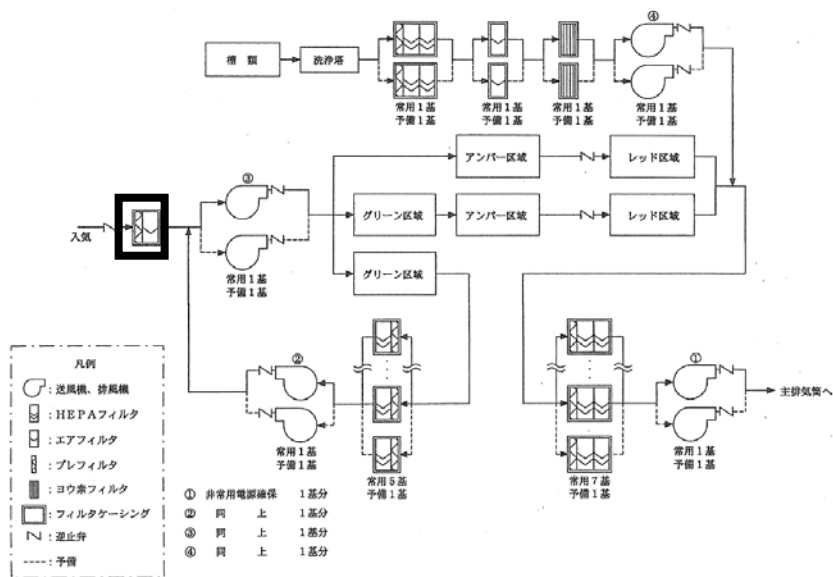 ④
種類
洗浄塔
常用1基
予備1基
常用1基
予備1基
常用1基
予備1基
常用1基
予備1基
アンバー区域
レッド区域
③
入気
グリーン区域
アンバー区域
レッド区域
常用1基
予備1基
グリーン区域
凡例
:送風機、排風機
:HEPAフィルタ
:エアフィルタ
:プレフィルタ
:ヨウ素フィルタ
:フィルタケーシング
:逆止弁
:予備
②
①
主排気筒へ
常用1基
予備1基
常用5基
予備1基
常用7基
予備1基
常用1基
予備1基
① 非常用電源確保 1基分
② 同上 1基分
③ 同上 1基分
④ 同上 1基分